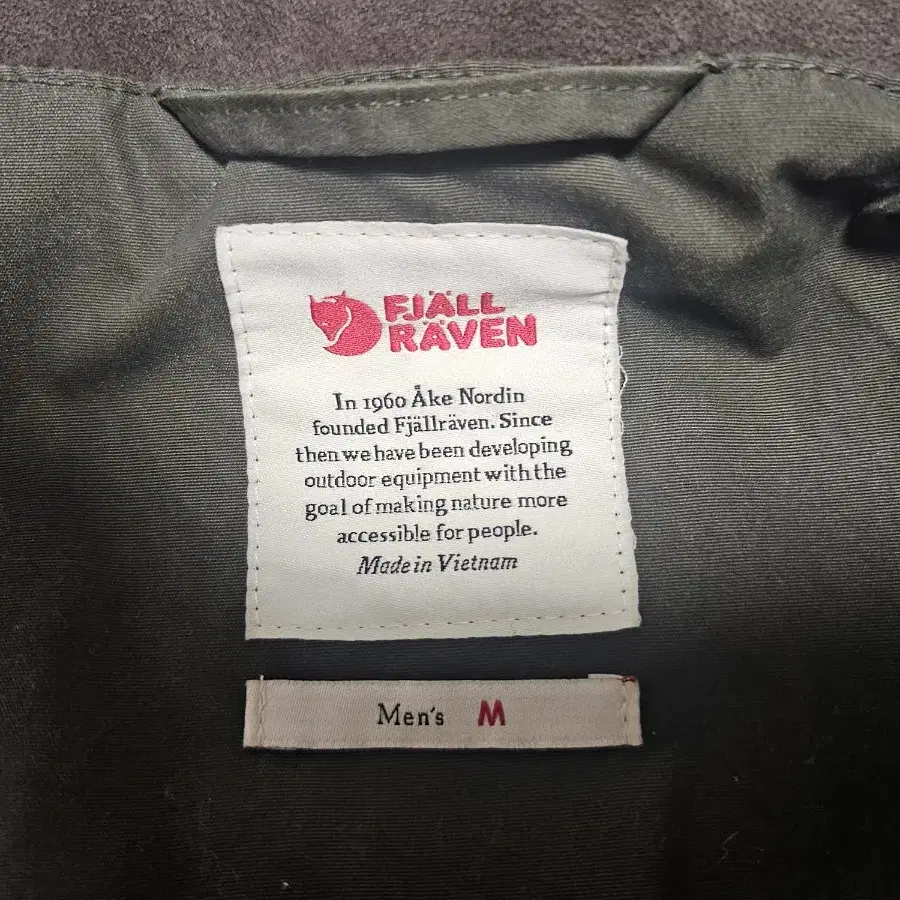 FJÄLL
RÄVEN
In 1960 Åke Nordin
founded Fjällräven. Since
then we have been developing
outdoor equipment with the
goal of making nature more
accessible for people.
Made in Vietnam
Men's M